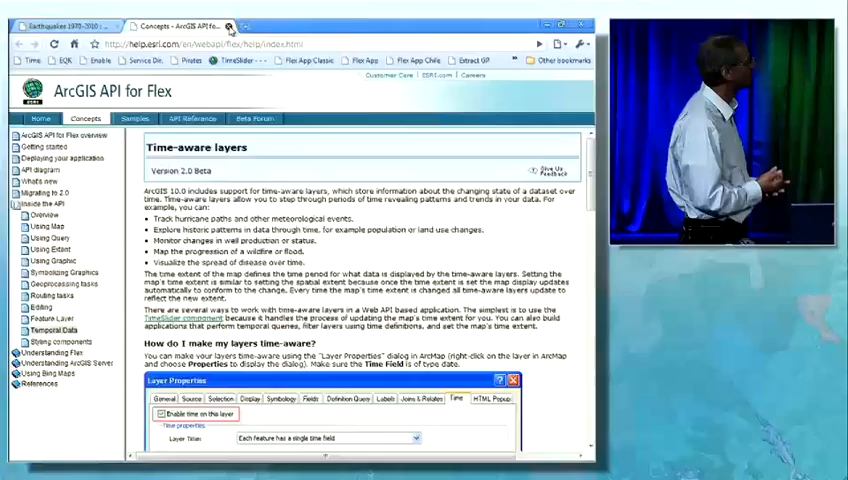 Earthquakes 1970-2010 : ...
Concepts - ArcGIS API fo...
http://help.esri.com/en/webapi/flex/help/index.html
Time EQK Enable Service Dir. Pirates TimeSlider - ... Flex App Classic Flex App Flex App Chile Extract GP » Other bookmarks
Customer Care | ESRI.com | Careers
ArcGIS API for Flex
Home Concepts Samples API Reference Beta Forum
ArcGIS API for Flex overview
Getting started
Deploying your application
API diagram
What's new
Migrating to 2.0
Inside the API
Overview
Using Map
Using Query
Using Extent
Using Graphic
Symbolizing Graphics
Geoprocessing tasks
Routing tasks
Editing
Feature Layer
Temporal Data
Styling components
Understanding Flex
Understanding ArcGIS Server
Using Bing Maps
References
Time-aware layers
Version 2.0 Beta
Give Us
Feedback
ArcGIS 10.0 includes support for time-aware layers, which store information about the changing state of a dataset over
time. Time-aware layers allow you to step through periods of time revealing patterns and trends in your data. For
example, you can:
• Track hurricane paths and other meteorological events.
• Explore historic patterns in data through time, for example population or land use changes.
• Monitor changes in well production or status.
• Map the progression of a wildfire or flood.
• Visualize the spread of disease over time.
The time extent of the map defines the time period for what data is displayed by the time-aware layers. Setting the
map's time extent is similar to setting the spatial extent because once the time extent is set the map display updates
automatically to conform to the change. Every time the map's time extent is changed all time-aware layers update to
reflect the new extent.
There are several ways to work with time-aware layers in a Web API based application. The simplest is to use the
TimeSlider component because it handles the process of updating the map's time extent for you. You can also build
applications that perform temporal queries, filter layers using time definitions, and set the map's time extent.
How do I make my layers time-aware?
You can make your layers time-aware using the "Layer Properties" dialog in ArcMap (right-click on the layer in ArcMap
and choose Properties to display the dialog). Make sure the Time Field is of type date.
Layer Properties
General Source Selection Display Symbology Fields Definition Query Labels Joins & Relates Time HTML Popup
Enable time on this layer
Time properties
Layer Time: Each feature has a single time field